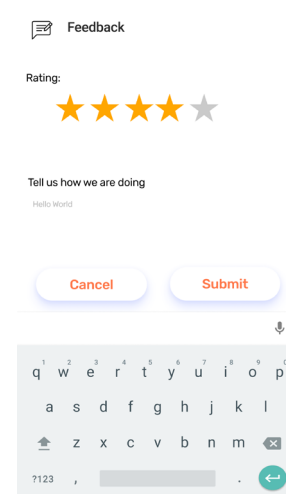 Feedback
Rating:
Tell us how we are doing
Hello World
Cancel Submit
1 2 3 4 5 6 7 8 9 0
q w e r t y u i o p
a s d f g h j k l
z x c v b n m
?123 , .